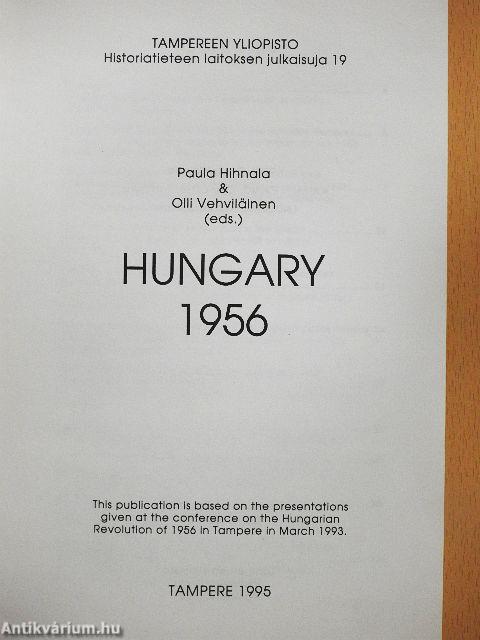 TAMPEREEN YLIOPISTO
Historiatieteen laitoksen julkaisuja 19
Paula Hihnala
&
Olli Vehviläinen
(eds.)
HUNGARY
1956
This publication is based on the presentations
given at the conference on the Hungarian
Revolution of 1956 in Tampere in March 1993.
TAMPERE 1995
Antikvárium.hu